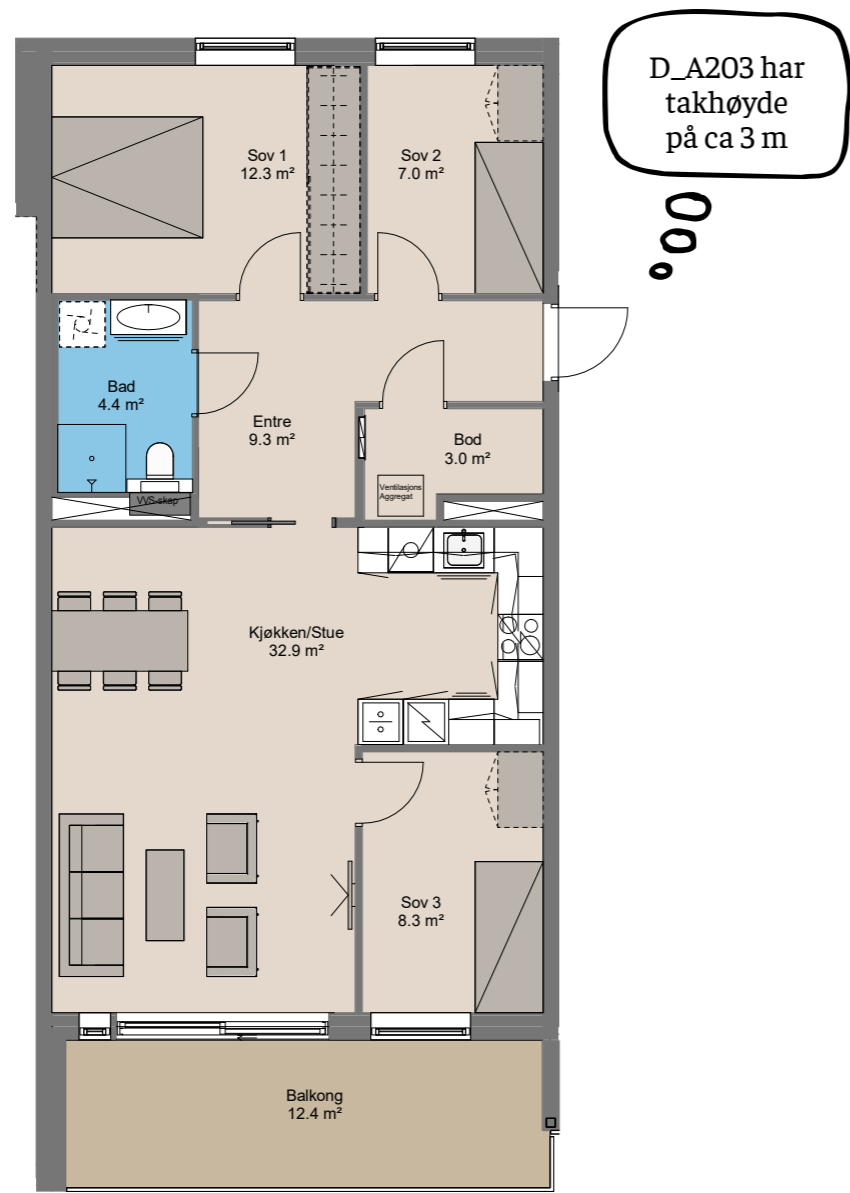 D_A203 har
takhøyde
på ca 3 m
Sov 1
12.3 m²
Sov 2
7.0 m²
Bad
4.4 m²
Entre
9.3 m²
Bod
3.0 m²
Ventilasjons
Aggregat
VVS-skap
Kjøkken/Stue
32.9 m²
Sov 3
8.3 m²
Balkong
12.4 m²